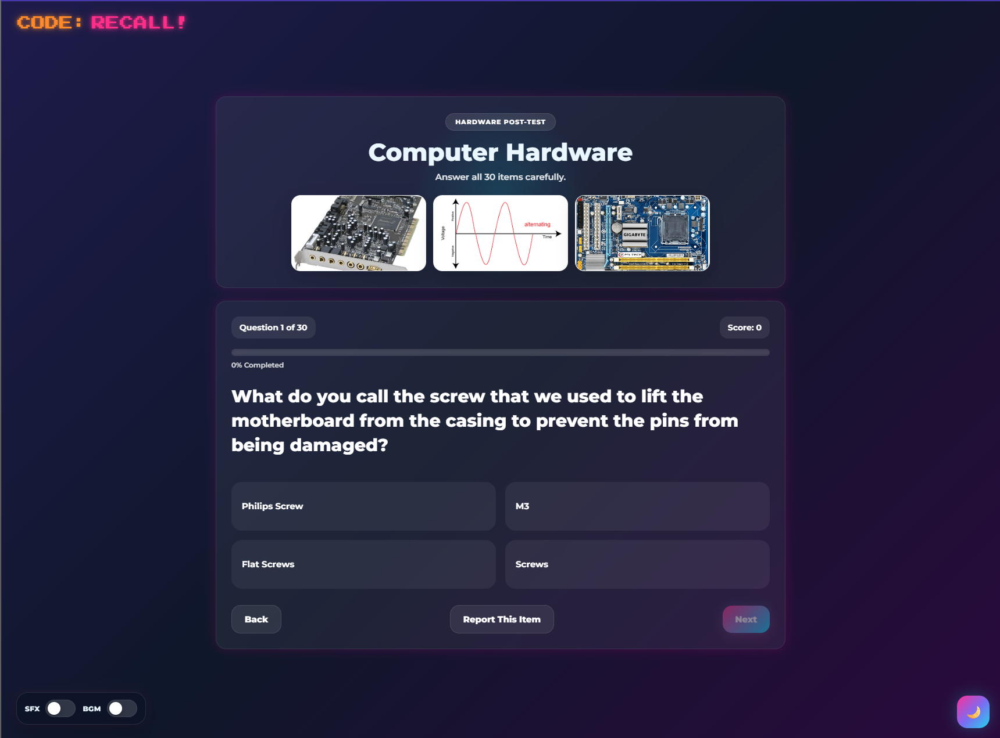 CODE: RECALL!
HARDWARE POST-TEST
Computer Hardware
Answer all 30 items carefully.
Voltage
Positive
Negative
alternating
Time
GIGABYTE
Question 1 of 30
Score: 0
0% Completed
What do you call the screw that we used to lift the
motherboard from the casing to prevent the pins from
being damaged?
Philips Screw
M3
Flat Screws
Screws
Back
Report This Item
Next
SFX
BGM